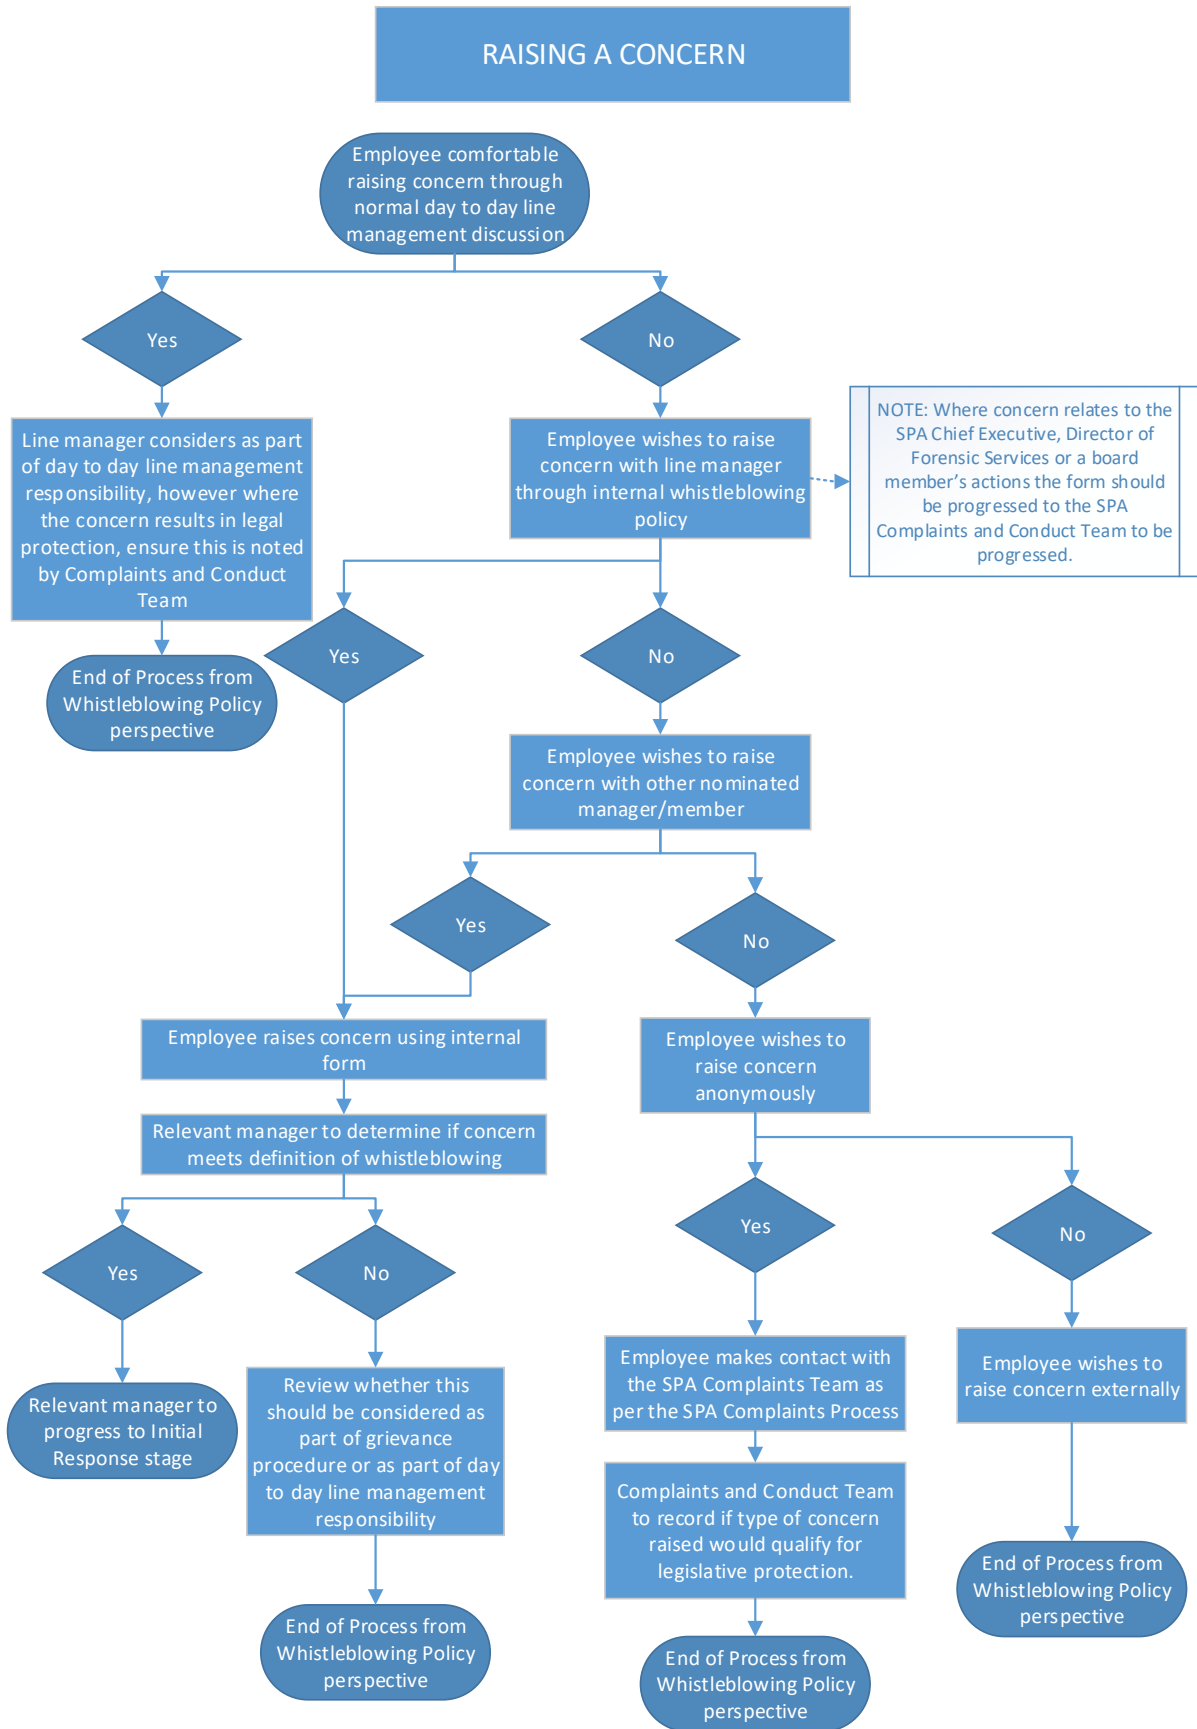 RAISING A CONCERN
Employee comfortable
raising concern through
normal day to day line
management discussion
Yes
No
Line manager considers as part
of day to day line management
responsibility, however where
the concern results in legal
protection, ensure this is noted
by Complaints and Conduct
Team
Employee wishes to raise
concern with line manager
through internal whistleblowing
policy
NOTE: Where concern relates to the
SPA Chief Executive, Director of
Forensic Services or a board
member’s actions the form should
be progressed to the SPA
Complaints and Conduct Team to be
progressed.
Yes
No
End of Process from
Whistleblowing Policy
perspective
Employee wishes to raise
concern with other nominated
manager/member
Yes
No
Employee raises concern using internal
form
Employee wishes to
raise concern
anonymously
Relevant manager to determine if concern
meets definition of whistleblowing
Yes
No
Yes
No
Relevant manager to
progress to Initial
Response stage
Review whether this
should be considered as
part of grievance
procedure or as part of day
to day line management
responsibility
Employee makes contact with
the SPA Complaints Team as
per the SPA Complaints Process
Employee wishes to
raise concern externally
Complaints and Conduct Team
to record if type of concern
raised would qualify for
legislative protection.
End of Process from
Whistleblowing Policy
perspective
End of Process from
Whistleblowing Policy
perspective
End of Process from
Whistleblowing Policy
perspective